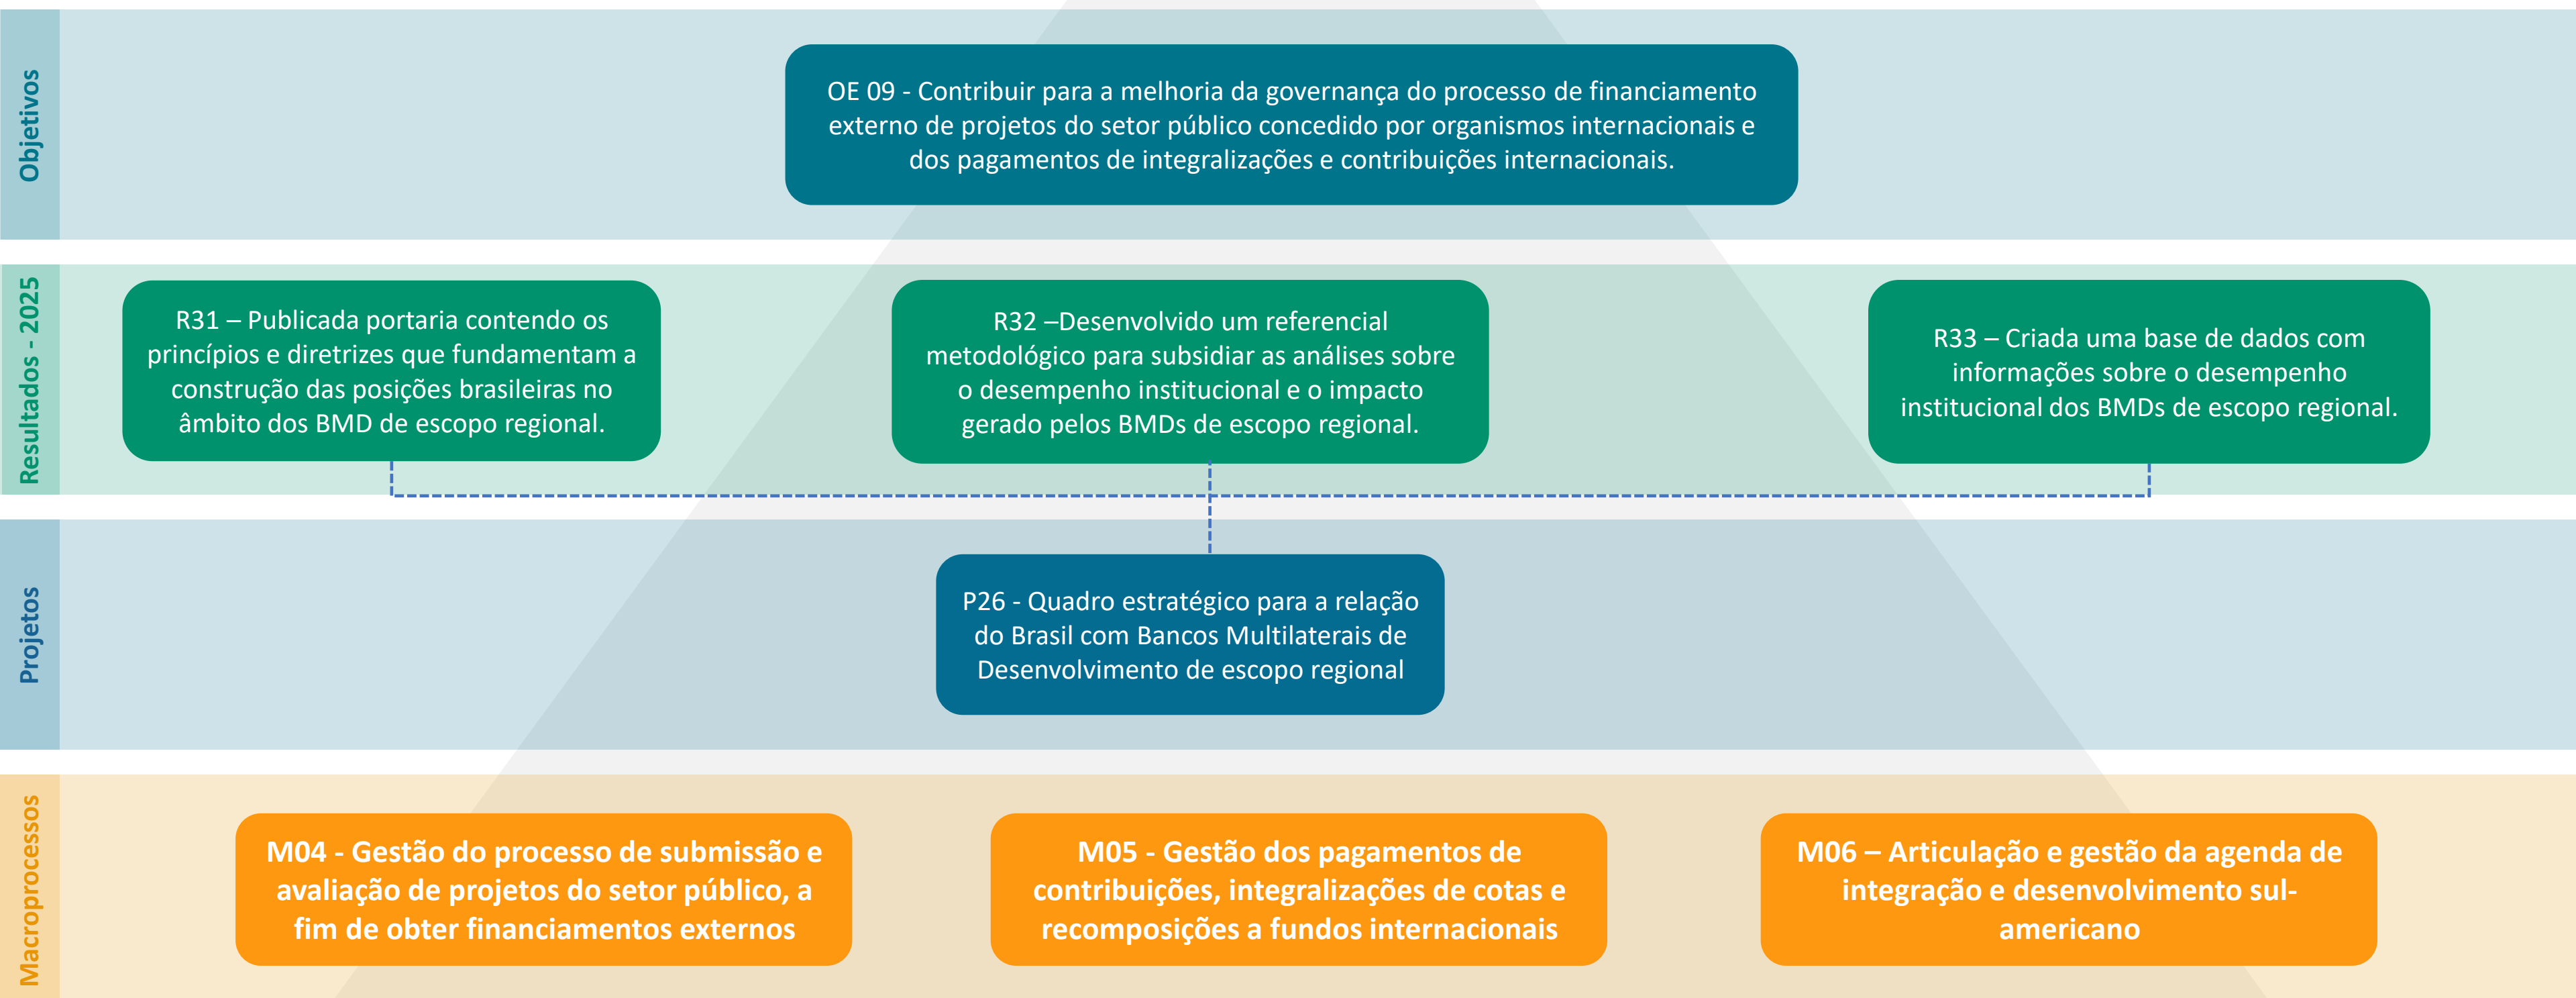 Objetivos
OE 09 - Contribuir para a melhoria da governança do processo de financiamento
externo de projetos do setor público concedido por organismos internacionais e
dos pagamentos de integralizações e contribuições internacionais.
Resultados - 2025
R31 – Publicada portaria contendo os
princípios e diretrizes que fundamentam a
construção das posições brasileiras no
âmbito dos BMD de escopo regional.
R32 –Desenvolvido um referencial
metodológico para subsidiar as análises sobre
o desempenho institucional e o impacto
gerado pelos BMDs de escopo regional.
R33 – Criada uma base de dados com
informações sobre o desempenho
institucional dos BMDs de escopo regional.
Projetos
P26 - Quadro estratégico para a relação
do Brasil com Bancos Multilaterais de
Desenvolvimento de escopo regional
Macroprocessos
M04 - Gestão do processo de submissão e
avaliação de projetos do setor público, a
fim de obter financiamentos externos
M05 - Gestão dos pagamentos de
contribuições, integralizações de cotas e
recomposições a fundos internacionais
M06 – Articulação e gestão da agenda de
integração e desenvolvimento sul-
americano